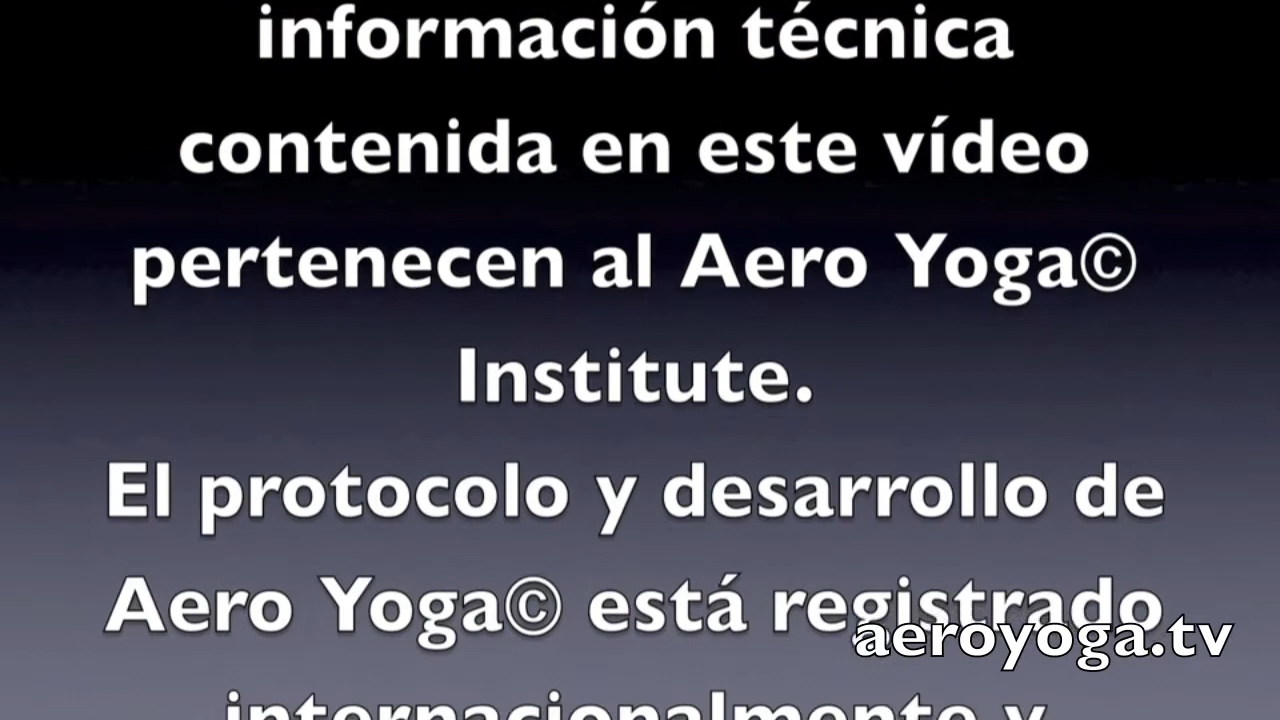 información técnica
contenida en este vídeo
pertenecen al Aero Yoga©
Institute.
El protocolo y desarrollo de
Aero Yoga© está registrado
aeroyoga.tv
internacionalmente y